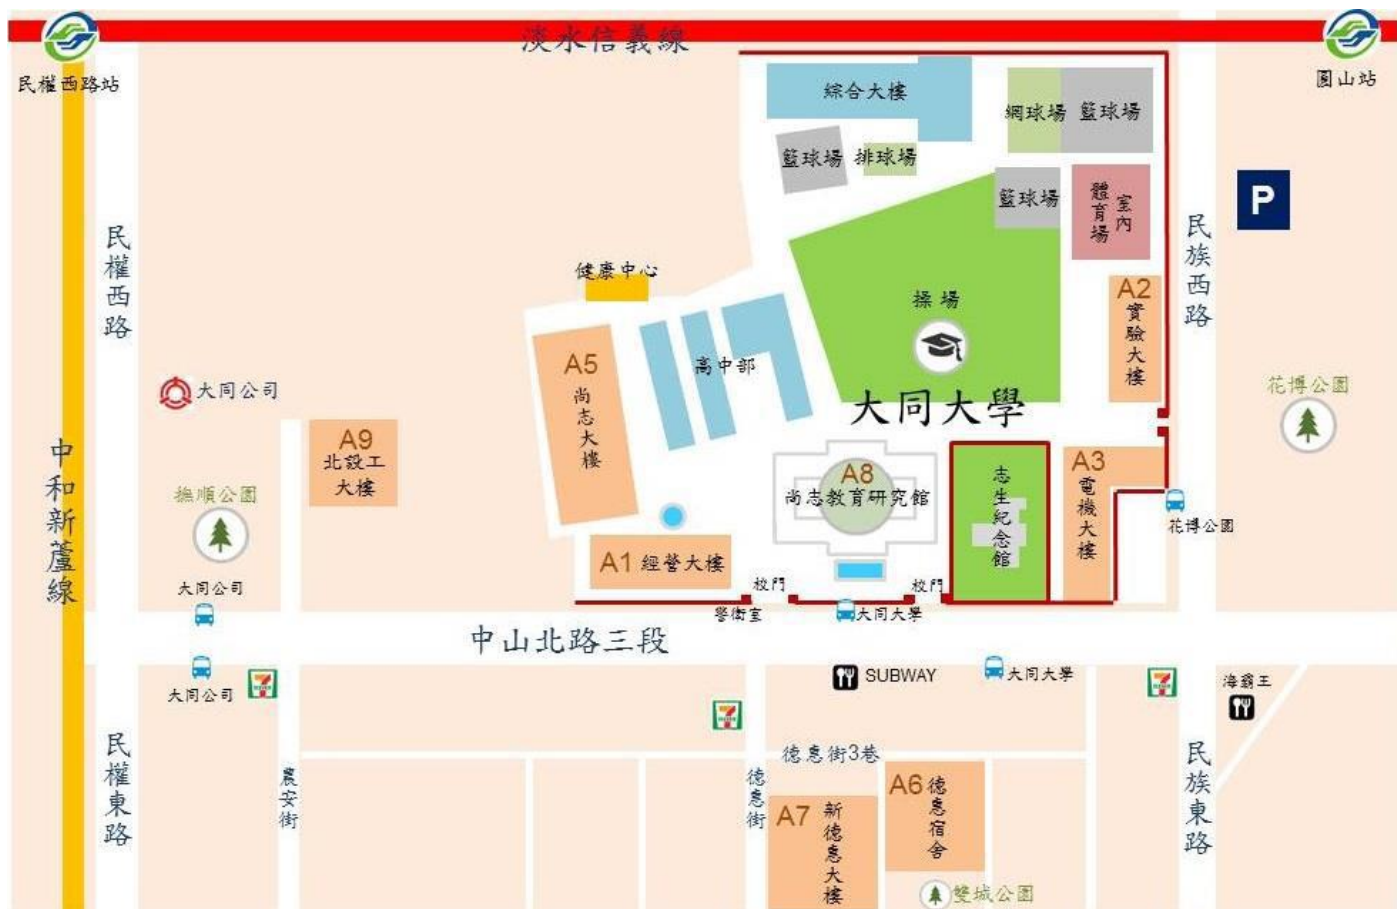 淡水信義線
民權西路站
圓山站
綜合大樓
網球場
籃球場
籃球場
排球場
籃球場
室內
體育場
P
民權西路
民族西路
健康中心
操場
A2
實驗大樓
A5
尚志大樓
高中部
大同公司
花博公園
大同大學
A9
北設工
大樓
中和新蘆線
撫順公園
A8
尚志教育研究館
志生紀念館
A3
電機大樓
花博公園
A1 經營大樓
大同公司
校門
校門
警衛室
大同大學
中山北路三段
大同公司
SUBWAY
大同大學
海霸王
民權東路
農安街
德惠街
德惠街3巷
民族東路
A6
德惠宿舍
A7
新德惠大樓
雙城公園